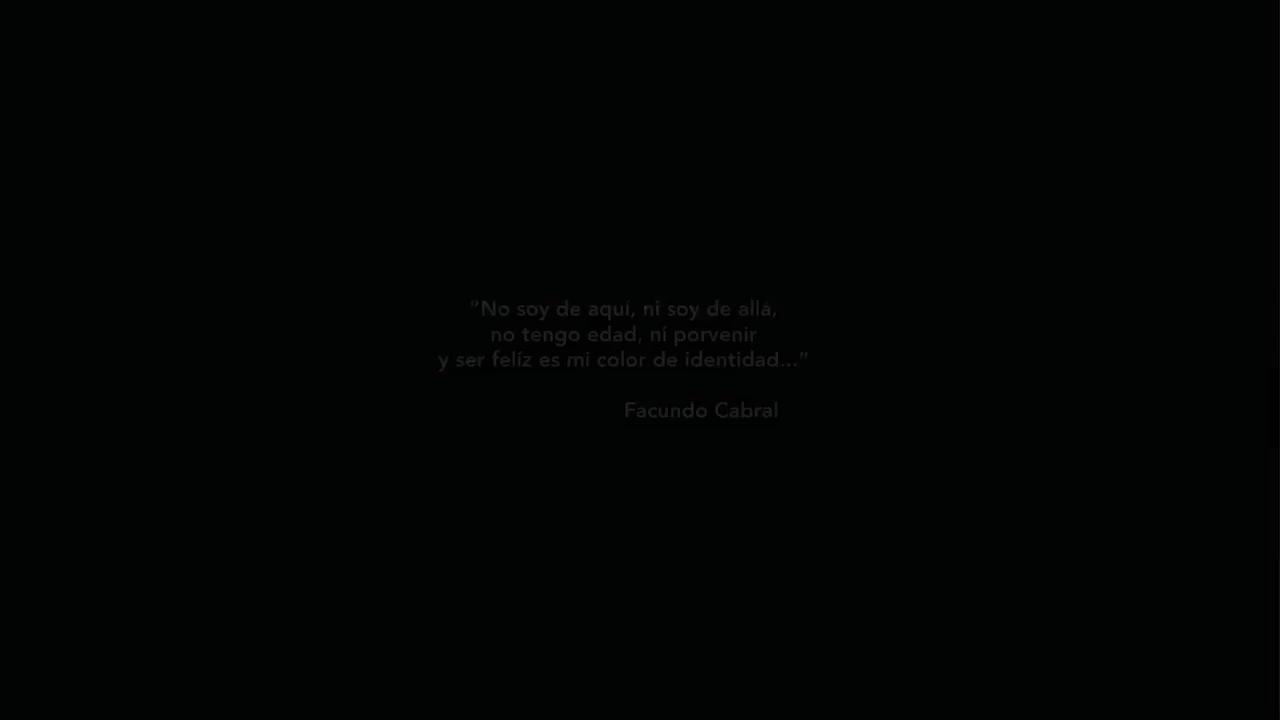 "No soy de aquí, ni soy de allá,
no tengo edad, ni porvenir
y ser felíz es mi color de identidad..."
Facundo Cabral